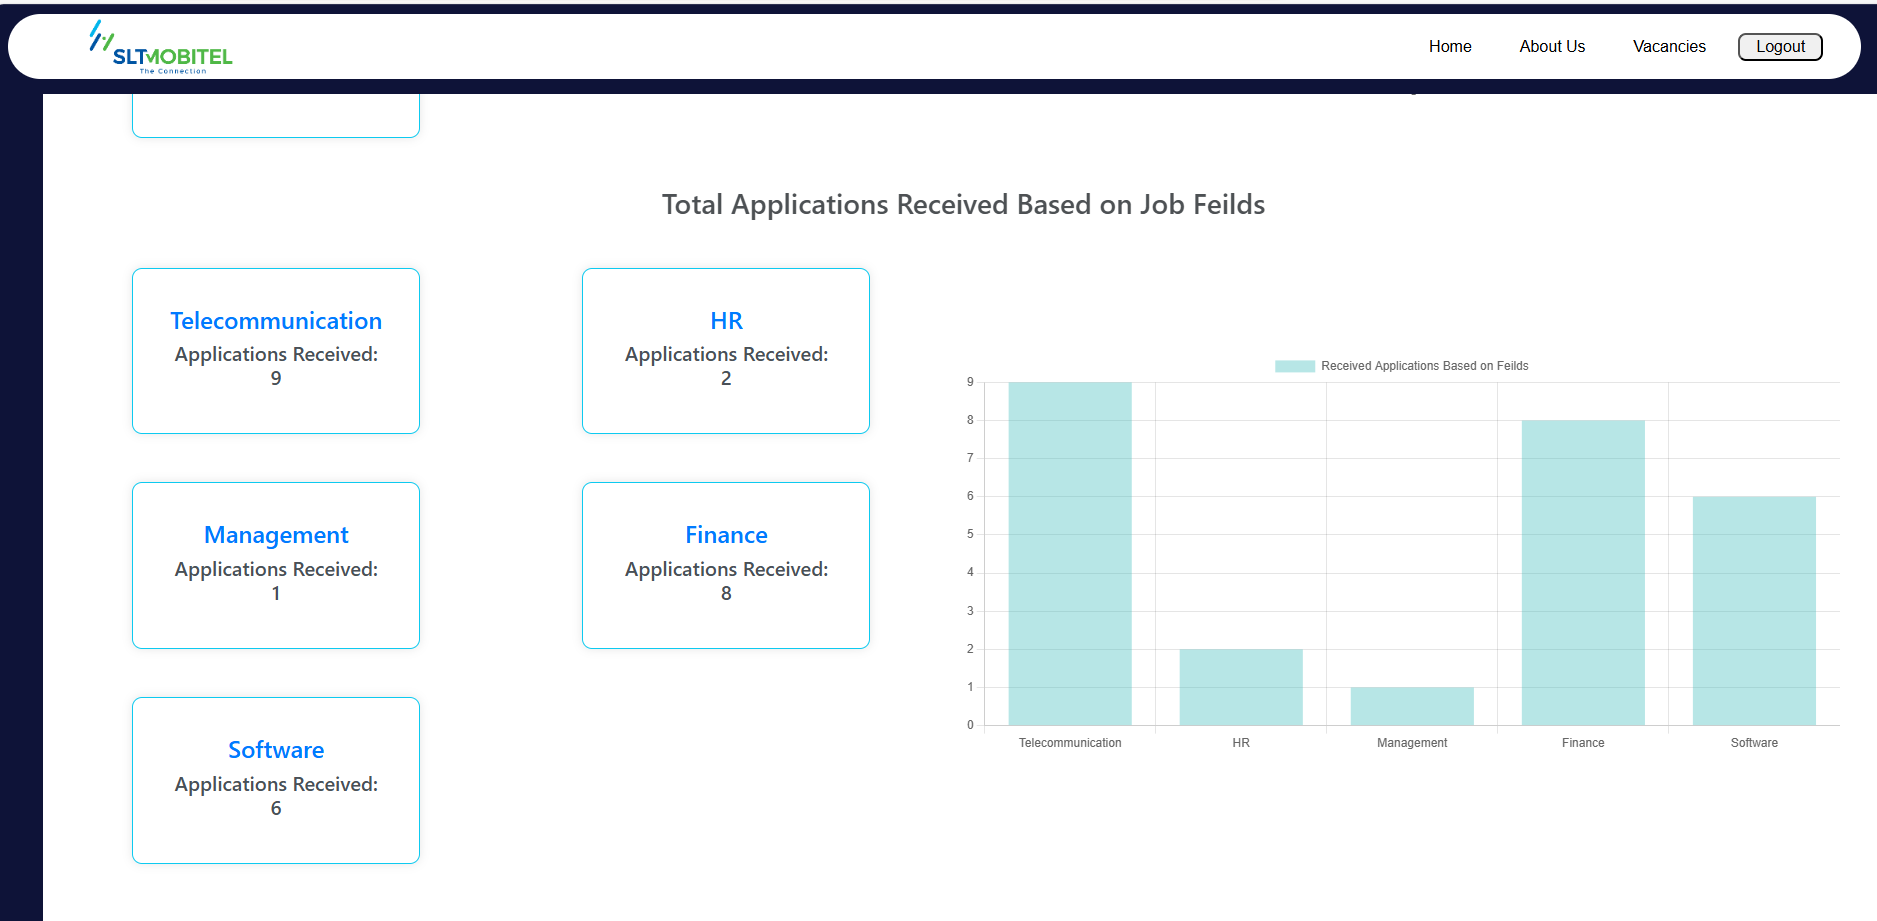 SLTMOBITEL
The Connection
Home About Us Vacancies Logout
Total Applications Received Based on Job Feilds
Telecommunication
Applications Received:
9
HR
Applications Received:
2
Management
Applications Received:
1
Finance
Applications Received:
8
Software
Applications Received:
6
Received Applications Based on Feilds
9
8
7
6
5
4
3
2
1
0
Telecommunication HR Management Finance Software